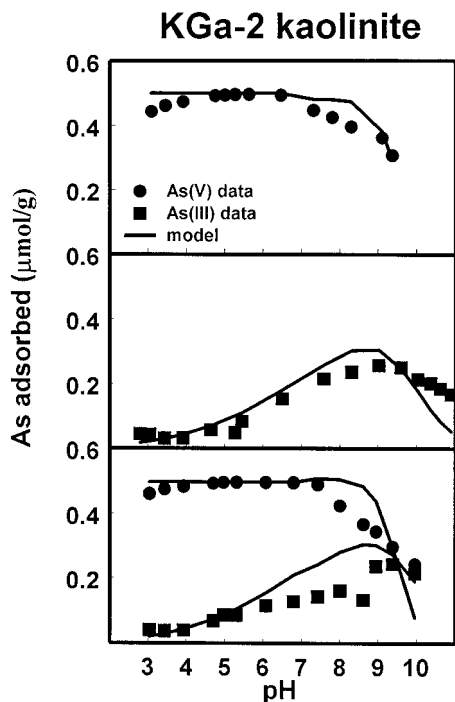 KGa-2 kaolinite
0.6
0.4
0.2
As(V) data
As(III) data
model
0.6
0.4
0.2
0.6
0.4
0.2
As adsorbed (μmol/g)
3 4 5 6 7 8 9 10
pH